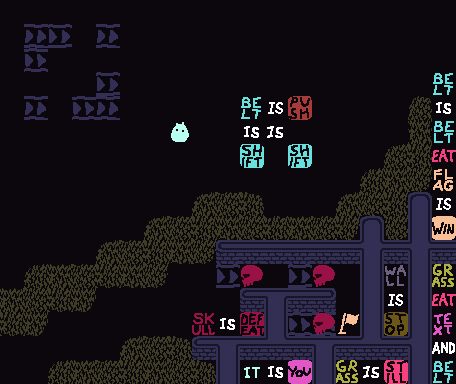 BELT IS PUSH
IS IS
SHIFT SHIFT
BELT
IS
BELT
EAT
FLAG
IS
WIN
WALL
IS
STOP
GRASS
EAT
TEXT
AND
BELT
SKULL IS DEFEAT
IT IS YOU
GRASS IS STILL